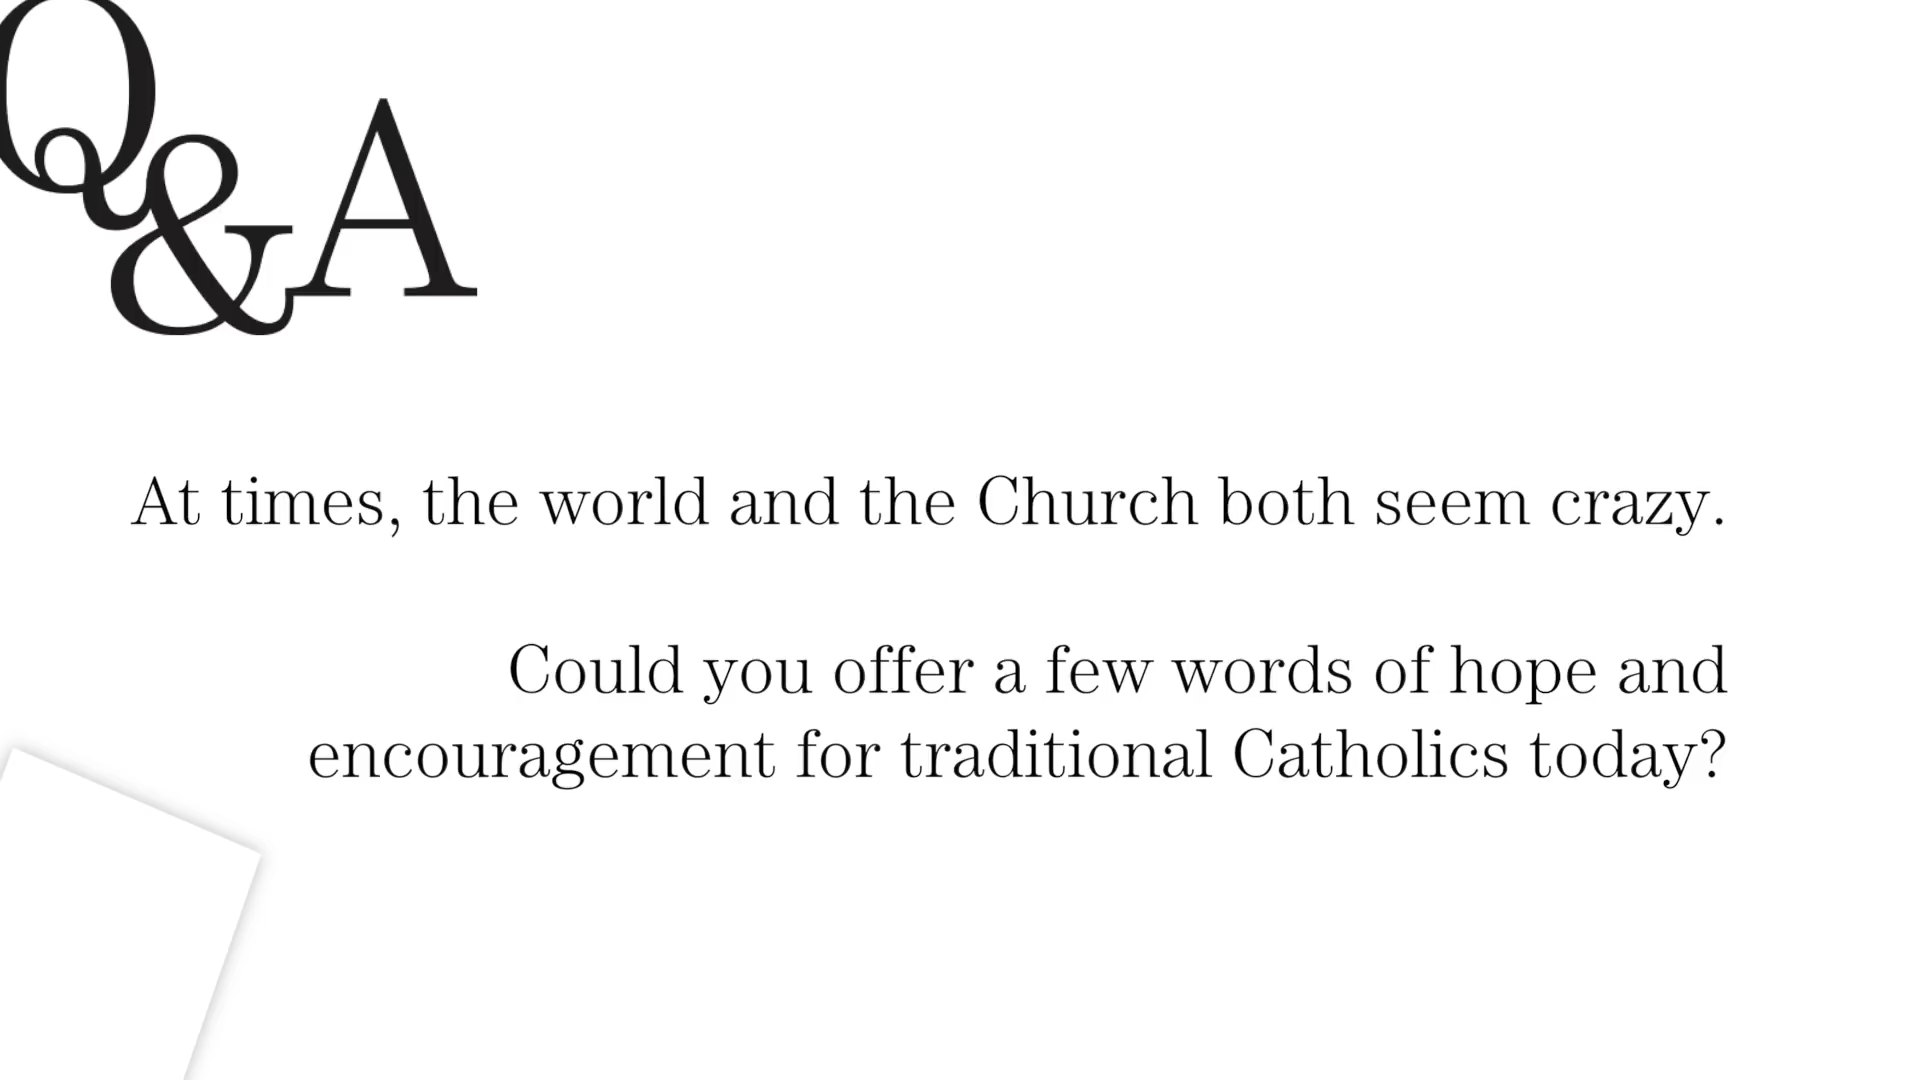 Q&A
At times, the world and the Church both seem crazy.
Could you offer a few words of hope and
encouragement for traditional Catholics today?